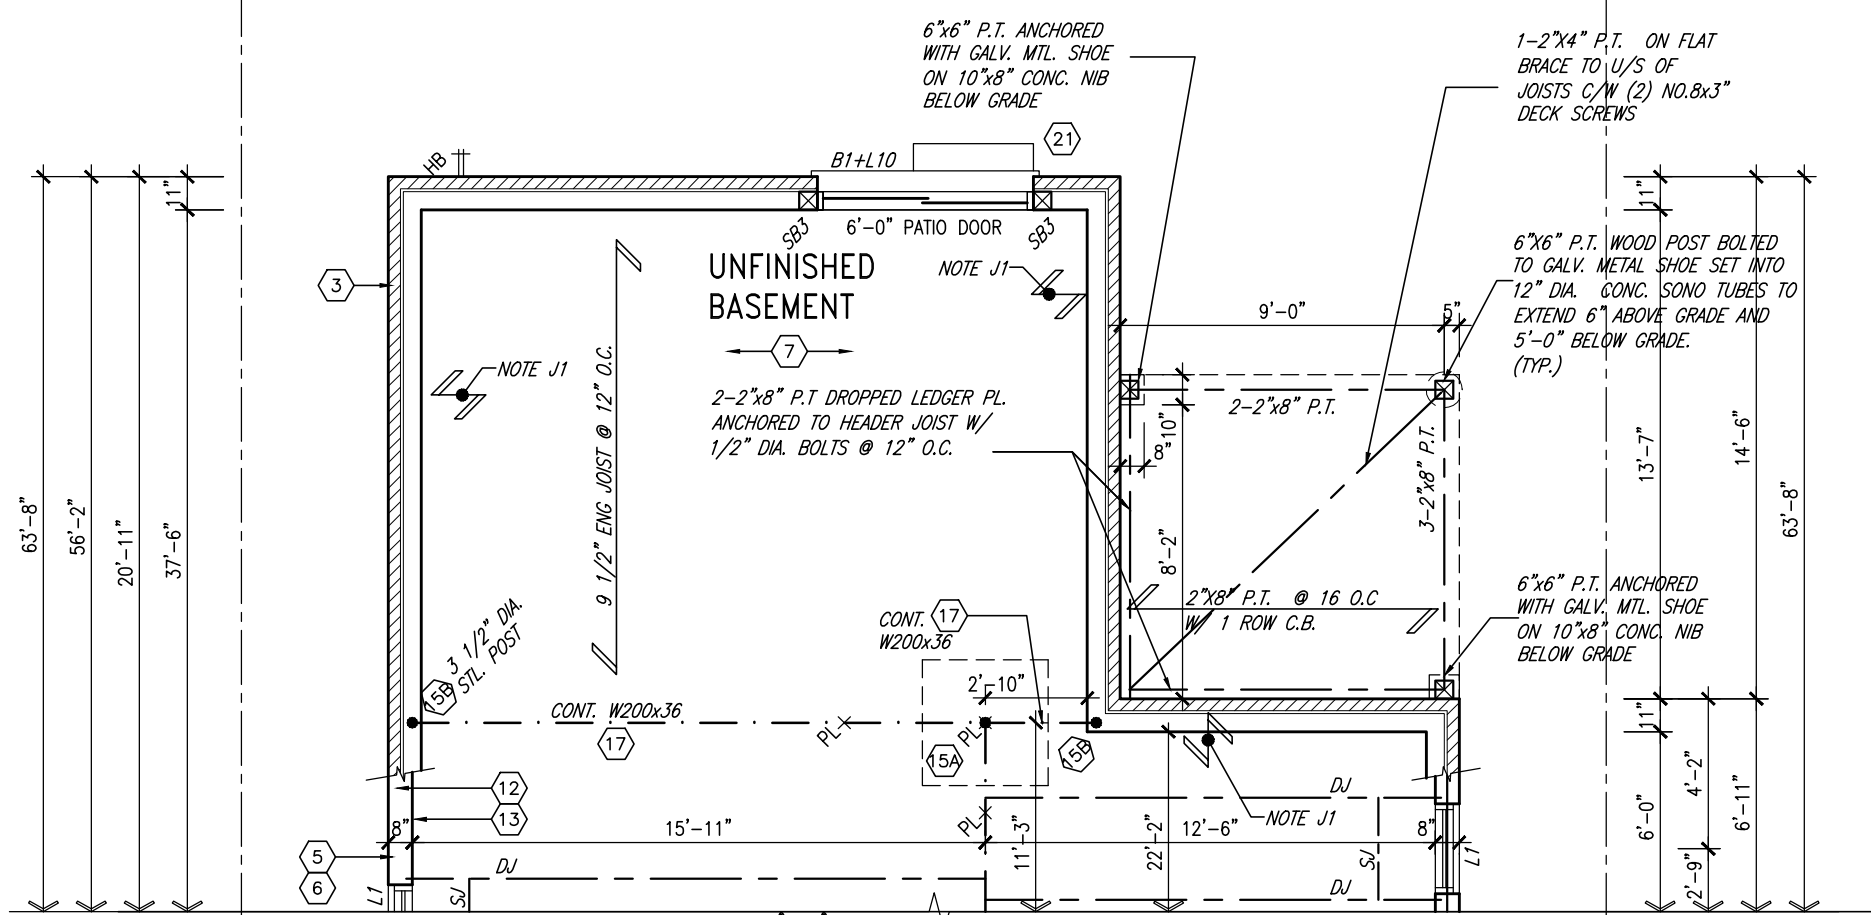 6"x6" P.T. ANCHORED
WITH GALV. MTL. SHOE
ON 10"x8" CONC. NIB
BELOW GRADE
1-2"X4" P.T. ON FLAT
BRACE TO U/S OF
JOISTS C/W (2) NO.8x3"
DECK SCREWS
21
HB
B1+L10
11"
11"
SB3
6'-0" PATIO DOOR
SB3
UNFINISHED
BASEMENT
NOTE J1
3
7
NOTE J1
9 1/2" ENG JOIST @ 12" O.C.
2-2"x8" P.T DROPPED LEDGER PL.
ANCHORED TO HEADER JOIST W/
1/2" DIA. BOLTS @ 12" O.C.
6"X6" P.T. WOOD POST BOLTED
TO GALV. METAL SHOE SET INTO
12" DIA. CONC. SONO TUBES TO
EXTEND 6" ABOVE GRADE AND
5'-0" BELOW GRADE.
(TYP.)
9'-0"
5"
2-2"x8" P.T.
10"
8"
3-2"x8" P.T.
8'-2"
2"X8" P.T. @ 16 O.C
W/ 1 ROW C.B.
63'-8"
56'-2"
20'-11"
37'-6"
13'-7"
14'-6"
63'-8"
6"x6" P.T. ANCHORED
WITH GALV. MTL. SHOE
ON 10"x8" CONC. NIB
BELOW GRADE
3 1/2" DIA.
STL. POST
15B
CONT.
17
W200x36
2'-10"
CONT. W200x36
17
PL
PL
15A
15B
12
13
8"
15'-11"
PL
11'-3"
22'-2"
12'-6"
NOTE J1
DJ
8"
11"
6'-0"
4'-2"
2'-9"
6'-11"
5
6
L1
SJ
DJ
SJ
DJ
L1